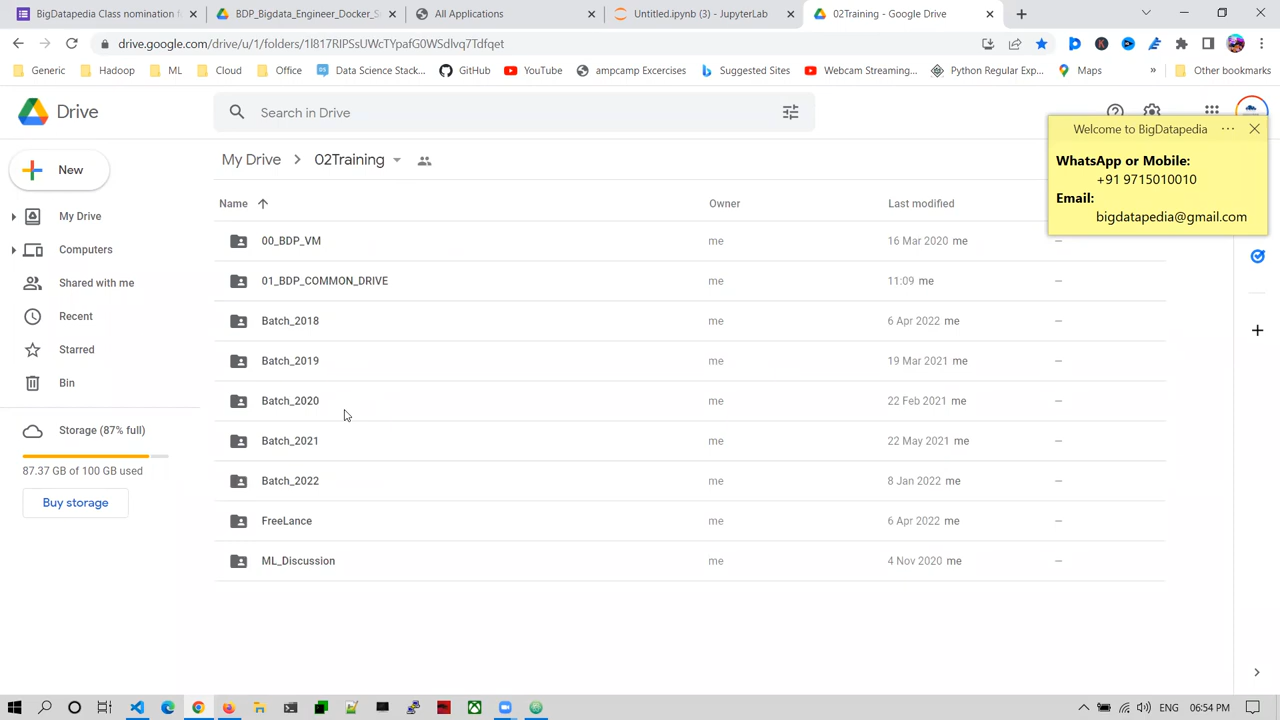 BigDatapedia Class nomination f
BDP_Bigdata_Engineer_Docker_S
All Applications
Untitled.ipynb (3) - JupyterLab
02Training - Google Drive
drive.google.com/drive/u/1/folders/1l817RlPSsUWcTYpafG0WSdlvq7Tdfqet
Generic
Hadoop
ML
Cloud
Office
Data Science Stack...
GitHub
YouTube
ampcamp Excercises
Suggested Sites
Webcam Streaming...
Python Regular Exp...
Maps
»
Other bookmarks
Drive
Search in Drive
Welcome to BigDatapedia
WhatsApp or Mobile:
+91 9715010010
Email:
bigdatapedia@gmail.com
New
My Drive
Computers
Shared with me
Recent
Starred
Bin
Storage (87% full)
87.37 GB of 100 GB used
Buy storage
My Drive > 02Training
Name Owner Last modified
00_BDP_VM me 16 Mar 2020 me –
01_BDP_COMMON_DRIVE me 11:09 me –
Batch_2018 me 6 Apr 2022 me –
Batch_2019 me 19 Mar 2021 me –
Batch_2020 me 22 Feb 2021 me –
Batch_2021 me 22 May 2021 me –
Batch_2022 me 8 Jan 2022 me –
FreeLance me 6 Apr 2022 me –
ML_Discussion me 4 Nov 2020 me –
ENG 06:54 PM